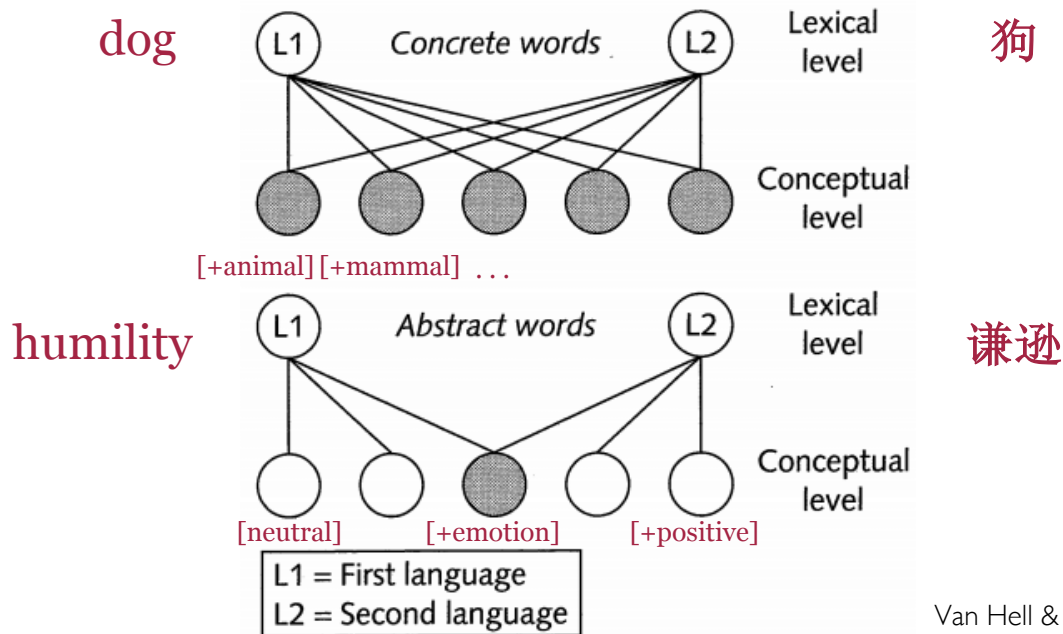 dog
L1
Concrete words
L2
Lexical
level
狗
Conceptual
level
[+animal] [+mammal] . . .
humility
L1
Abstract words
L2
Lexical
level
谦逊
Conceptual
level
[neutral]
[+emotion]
[+positive]
L1 = First language
L2 = Second language
Van Hell &